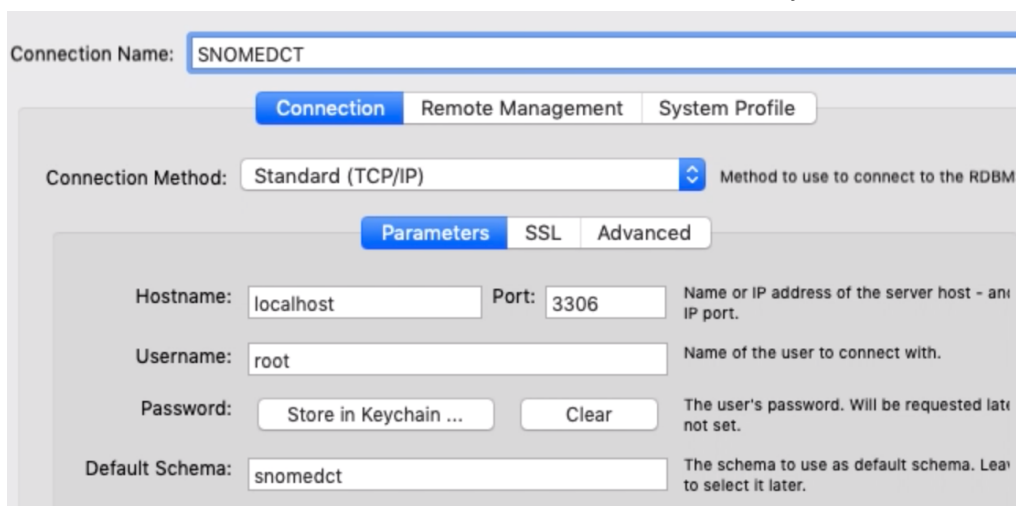 Connection Name: SNOMEDCT
Connection Remote Management System Profile
Connection Method: Standard (TCP/IP) Method to use to connect to the RDBM
Parameters SSL Advanced
Hostname: localhost Port: 3306 Name or IP address of the server host - and
IP port.
Username: root Name of the user to connect with.
Password: Store in Keychain ... Clear The user's password. Will be requested late
not set.
Default Schema: snomedct The schema to use as default schema. Leav
to select it later.